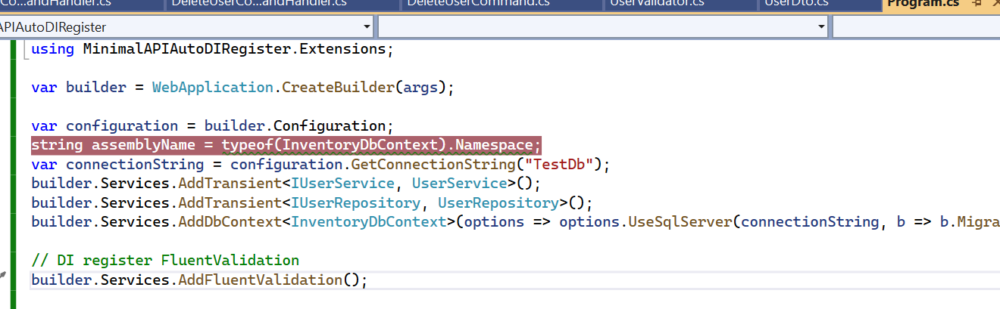 Co...andHandler.cs DeleteUserCo...andHandler.cs DeleteUserCommand.cs UserValidator.cs UserDto.cs Program.cs
APIAutoDIRegister
using MinimalAPIAutoDIRegister.Extensions;
var builder = WebApplication.CreateBuilder(args);
var configuration = builder.Configuration;
string assemblyName = typeof(InventoryDbContext).Namespace;
var connectionString = configuration.GetConnectionString("TestDb");
builder.Services.AddTransient<IUserService, UserService>();
builder.Services.AddTransient<IUserRepository, UserRepository>();
builder.Services.AddDbContext<InventoryDbContext>(options => options.UseSqlServer(connectionString, b => b.Migra
// DI register FluentValidation
builder.Services.AddFluentValidation();